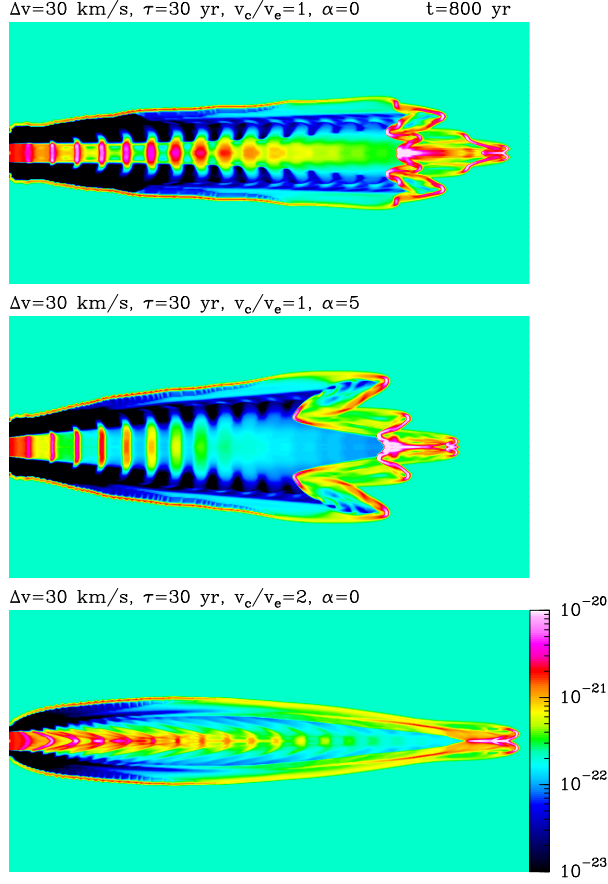 Δv=30 km/s, τ=30 yr, v_c/v_e=1, α=0 t=800 yr
Δv=30 km/s, τ=30 yr, v_c/v_e=1, α=5
Δv=30 km/s, τ=30 yr, v_c/v_e=2, α=0
10^−20
10^−21
10^−22
10^−23